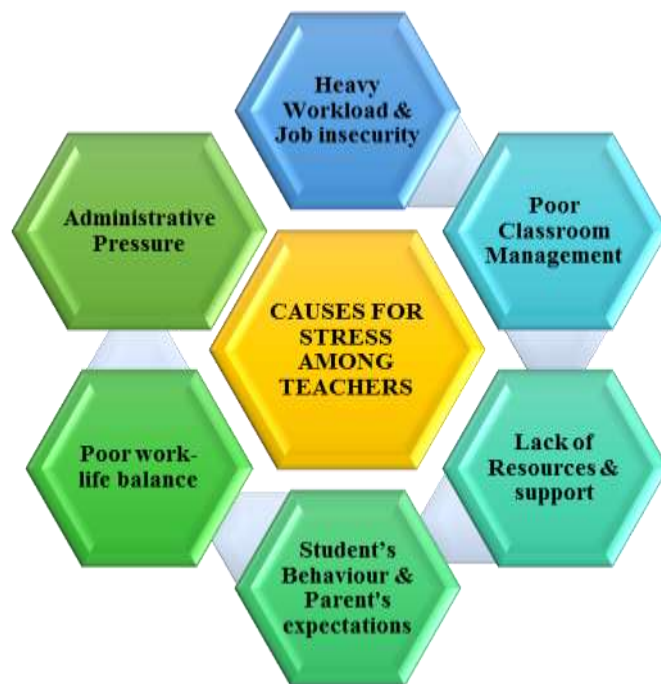 Heavy
Workload &
Job insecurity
Administrative
Pressure
Poor
Classroom
Management
CAUSES FOR
STRESS
AMONG
TEACHERS
Poor work-
life balance
Lack of
Resources &
support
Student’s
Behaviour &
Parent's
expectations